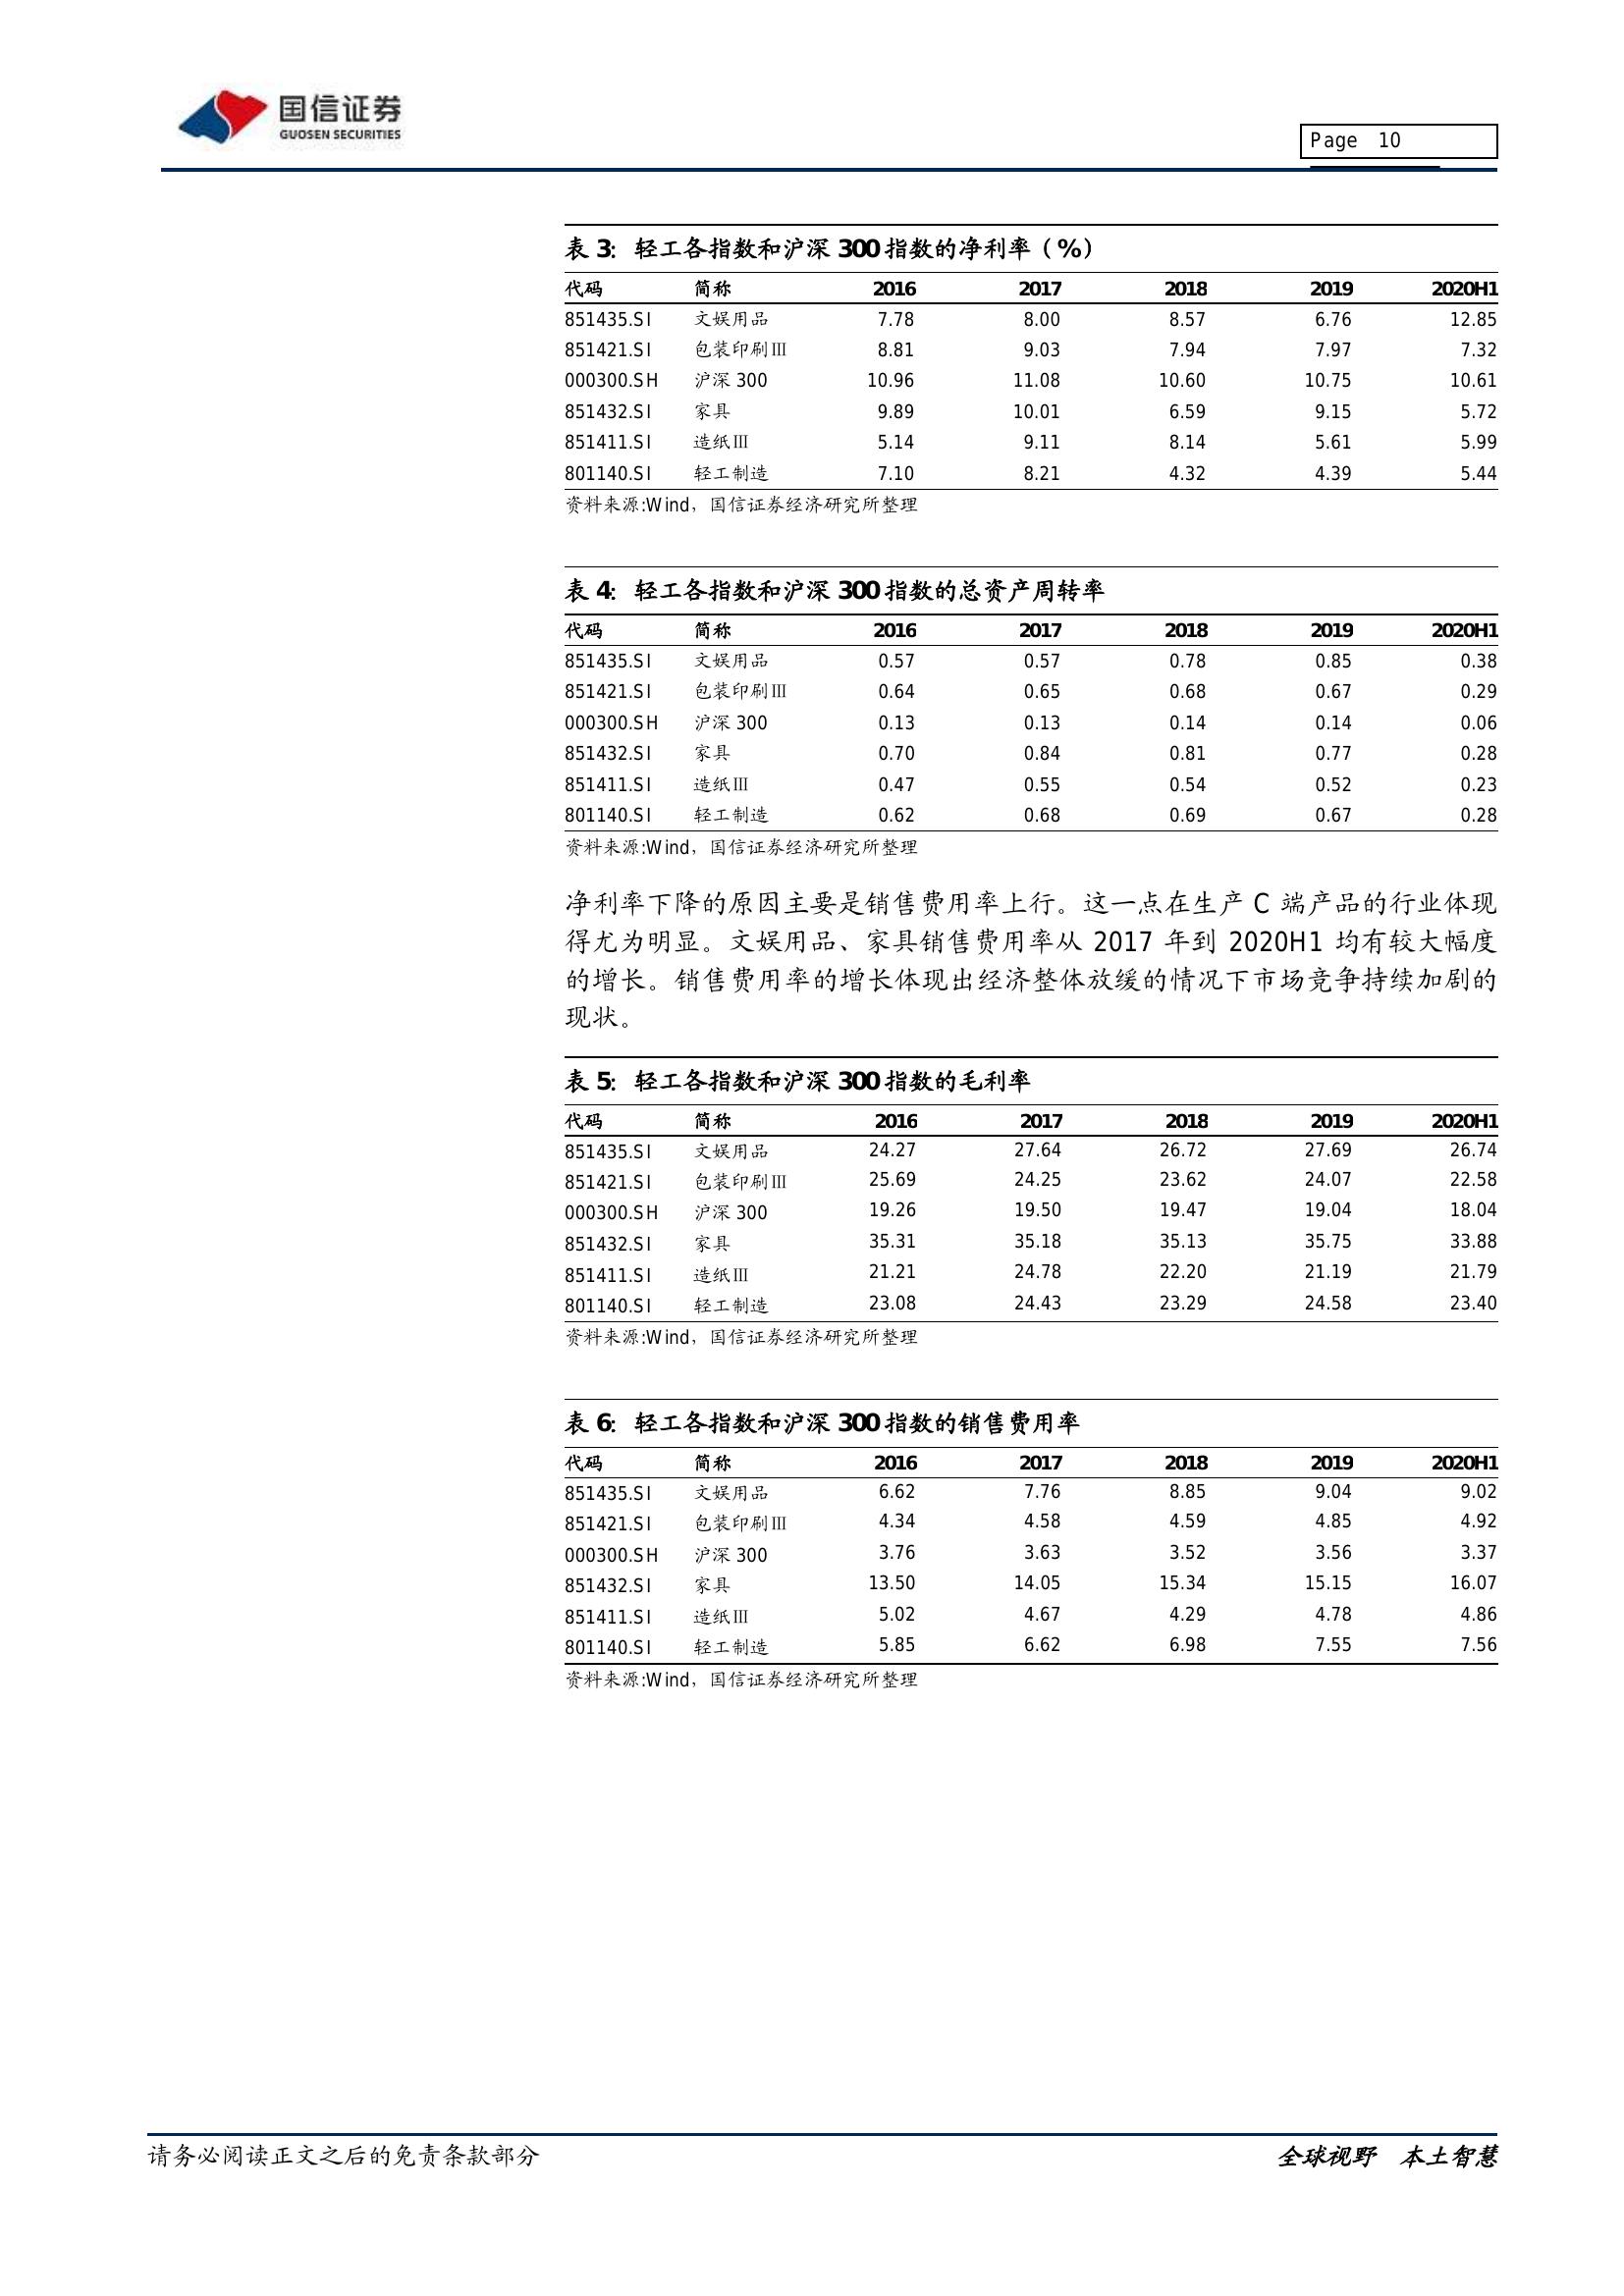 国信证券
GUOSEN SECURITIES
Page 10
表 3: 轻工各指数和沪深 300 指数的净利率（%）
代码 简称 2016 2017 2018 2019 2020H1
851435.SI 文娱用品 7.78 8.00 8.57 6.76 12.85
851421.SI 包装印刷Ⅲ 8.81 9.03 7.94 7.97 7.32
000300.SH 沪深 300 10.96 11.08 10.60 10.75 10.61
851432.SI 家具 9.89 10.01 6.59 9.15 5.72
851411.SI 造纸Ⅲ 5.14 9.11 8.14 5.61 5.99
801140.SI 轻工制造 7.10 8.21 4.32 4.39 5.44
资料来源:Wind，国信证券经济研究所整理
表 4: 轻工各指数和沪深 300 指数的总资产周转率
代码 简称 2016 2017 2018 2019 2020H1
851435.SI 文娱用品 0.57 0.57 0.78 0.85 0.38
851421.SI 包装印刷Ⅲ 0.64 0.65 0.68 0.67 0.29
000300.SH 沪深 300 0.13 0.13 0.14 0.14 0.06
851432.SI 家具 0.70 0.84 0.81 0.77 0.28
851411.SI 造纸Ⅲ 0.47 0.55 0.54 0.52 0.23
801140.SI 轻工制造 0.62 0.68 0.69 0.67 0.28
资料来源:Wind，国信证券经济研究所整理
净利率下降的原因主要是销售费用率上行。这一点在生产 C 端产品的行业体现
得尤为明显。文娱用品、家具销售费用率从 2017 年到 2020H1 均有较大幅度
的增长。销售费用率的增长体现出经济整体放缓的情况下市场竞争持续加剧的
现状。
表 5: 轻工各指数和沪深 300 指数的毛利率
代码 简称 2016 2017 2018 2019 2020H1
851435.SI 文娱用品 24.27 27.64 26.72 27.69 26.74
851421.SI 包装印刷Ⅲ 25.69 24.25 23.62 24.07 22.58
000300.SH 沪深 300 19.26 19.50 19.47 19.04 18.04
851432.SI 家具 35.31 35.18 35.13 35.75 33.88
851411.SI 造纸Ⅲ 21.21 24.78 22.20 21.19 21.79
801140.SI 轻工制造 23.08 24.43 23.29 24.58 23.40
资料来源:Wind，国信证券经济研究所整理
表 6: 轻工各指数和沪深 300 指数的销售费用率
代码 简称 2016 2017 2018 2019 2020H1
851435.SI 文娱用品 6.62 7.76 8.85 9.04 9.02
851421.SI 包装印刷Ⅲ 4.34 4.58 4.59 4.85 4.92
000300.SH 沪深 300 3.76 3.63 3.52 3.56 3.37
851432.SI 家具 13.50 14.05 15.34 15.15 16.07
851411.SI 造纸Ⅲ 5.02 4.67 4.29 4.78 4.86
801140.SI 轻工制造 5.85 6.62 6.98 7.55 7.56
资料来源:Wind，国信证券经济研究所整理
请务必阅读正文之后的免责条款部分 全球视野 本土智慧